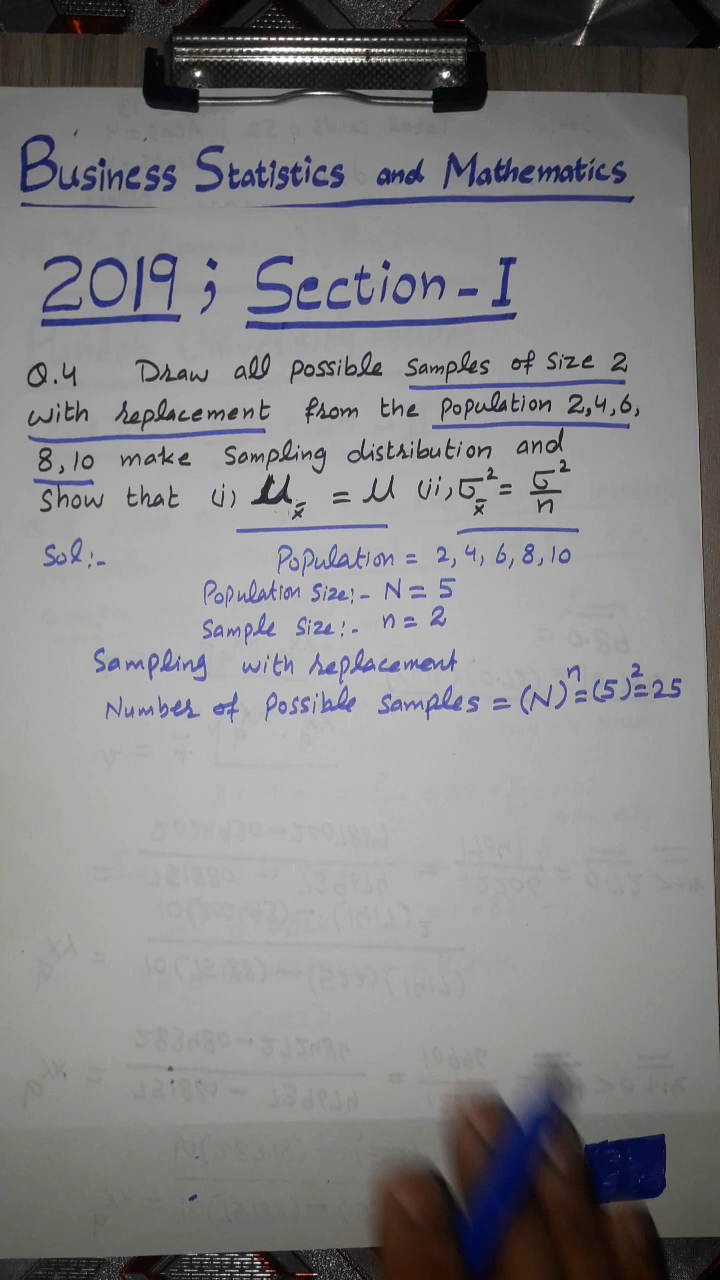 Business Statistics and Mathematics
2019; Section-I
Q.4 Draw all possible samples of size 2
with replacement from the population 2,4,6,
8,10 make sampling distribution and
show that (i) μx̄ = μ (ii) σ²x̄ = σ²/n
Sol:- Population = 2, 4, 6, 8, 10
Population Size:- N = 5
Sample Size:- n = 2
Sampling with replacement
Number of possible samples = (N)ⁿ = (5)² = 25